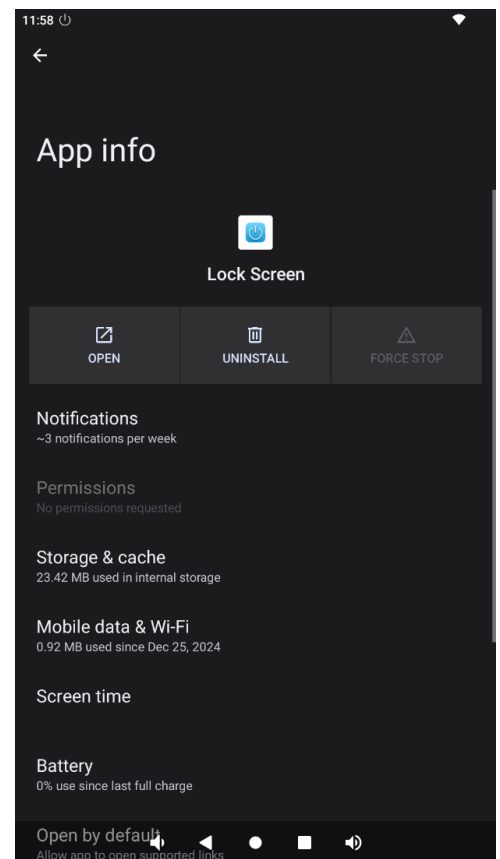 11:58
App info
Lock Screen
OPEN
UNINSTALL
FORCE STOP
Notifications
~3 notifications per week
Permissions
No permissions requested
Storage & cache
23.42 MB used in internal storage
Mobile data & Wi-Fi
0.92 MB used since Dec 25, 2024
Screen time
Battery
0% use since last full charge
Open by default
Allow app to open supported links